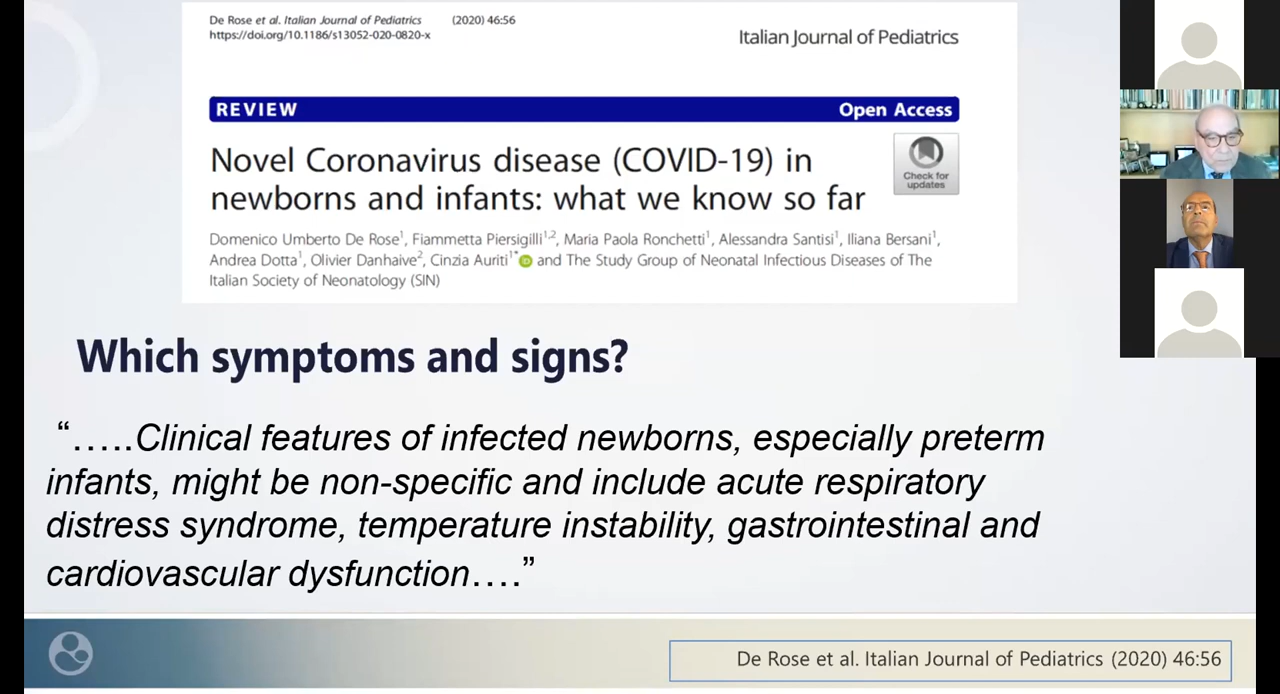 De Rose et al. Italian Journal of Pediatrics (2020) 46:56
https://doi.org/10.1186/s13052-020-0820-x
Italian Journal of Pediatrics
REVIEW Open Access
Novel Coronavirus disease (COVID-19) in
newborns and infants: what we know so far
Check for
updates
Domenico Umberto De Rose1, Fiammetta Piersigilli1,2, Maria Paola Ronchetti1, Alessandra Santisi1, Iliana Bersani1,
Andrea Dotta1, Olivier Danhaive2, Cinzia Auriti1* iD and The Study Group of Neonatal Infectious Diseases of The
Italian Society of Neonatology (SIN)
Which symptoms and signs?
“…..Clinical features of infected newborns, especially preterm
infants, might be non-specific and include acute respiratory
distress syndrome, temperature instability, gastrointestinal and
cardiovascular dysfunction….”
De Rose et al. Italian Journal of Pediatrics (2020) 46:56